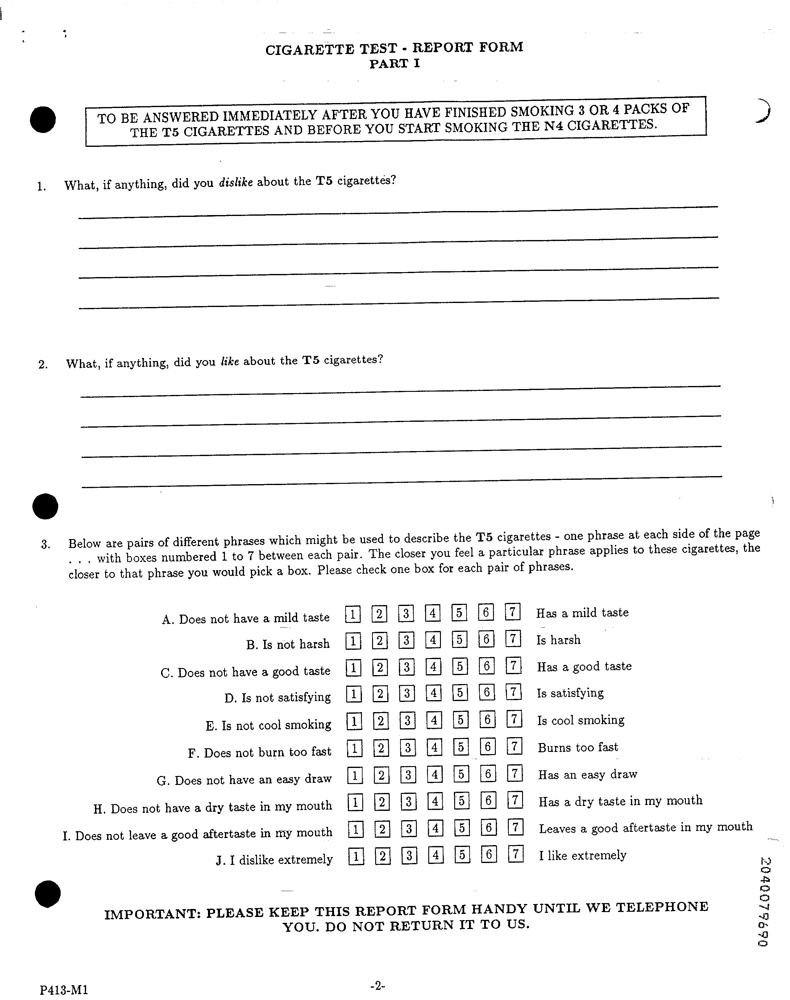 CIGARETTE TEST - REPORT FORM
PART I
TO BE ANSWERED IMMEDIATELY AFTER YOU HAVE FINISHED SMOKING 3 OR 4 PACKS OF
THE T5 CIGARETTES AND BEFORE YOU START SMOKING THE N4 CIGARETTES.
1. What, if anything, did you dislike about the T5 cigarettes?
2. What, if anything, did you like about the T5 cigarettes?
3. Below are pairs of different phrases which might be used to describe the T5 cigarettes - one phrase at each side of the page
. . . with boxes numbered 1 to 7 between each pair. The closer you feel a particular phrase applies to these cigarettes, the
closer to that phrase you would pick a box. Please check one box for each pair of phrases.
A. Does not have a mild taste 1 2 3 4 5 6 7 Has a mild taste
B. Is not harsh 1 2 3 4 5 6 7 Is harsh
C. Does not have a good taste 1 2 3 4 5 6 7 Has a good taste
D. Is not satisfying 1 2 3 4 5 6 7 Is satisfying
E. Is not cool smoking 1 2 3 4 5 6 7 Is cool smoking
F. Does not burn too fast 1 2 3 4 5 6 7 Burns too fast
G. Does not have an easy draw 1 2 3 4 5 6 7 Has an easy draw
H. Does not have a dry taste in my mouth 1 2 3 4 5 6 7 Has a dry taste in my mouth
I. Does not leave a good aftertaste in my mouth 1 2 3 4 5 6 7 Leaves a good aftertaste in my mouth
J. I dislike extremely 1 2 3 4 5 6 7 I like extremely
IMPORTANT: PLEASE KEEP THIS REPORT FORM HANDY UNTIL WE TELEPHONE
YOU. DO NOT RETURN IT TO US.
2040079690
P413-M1
-2-